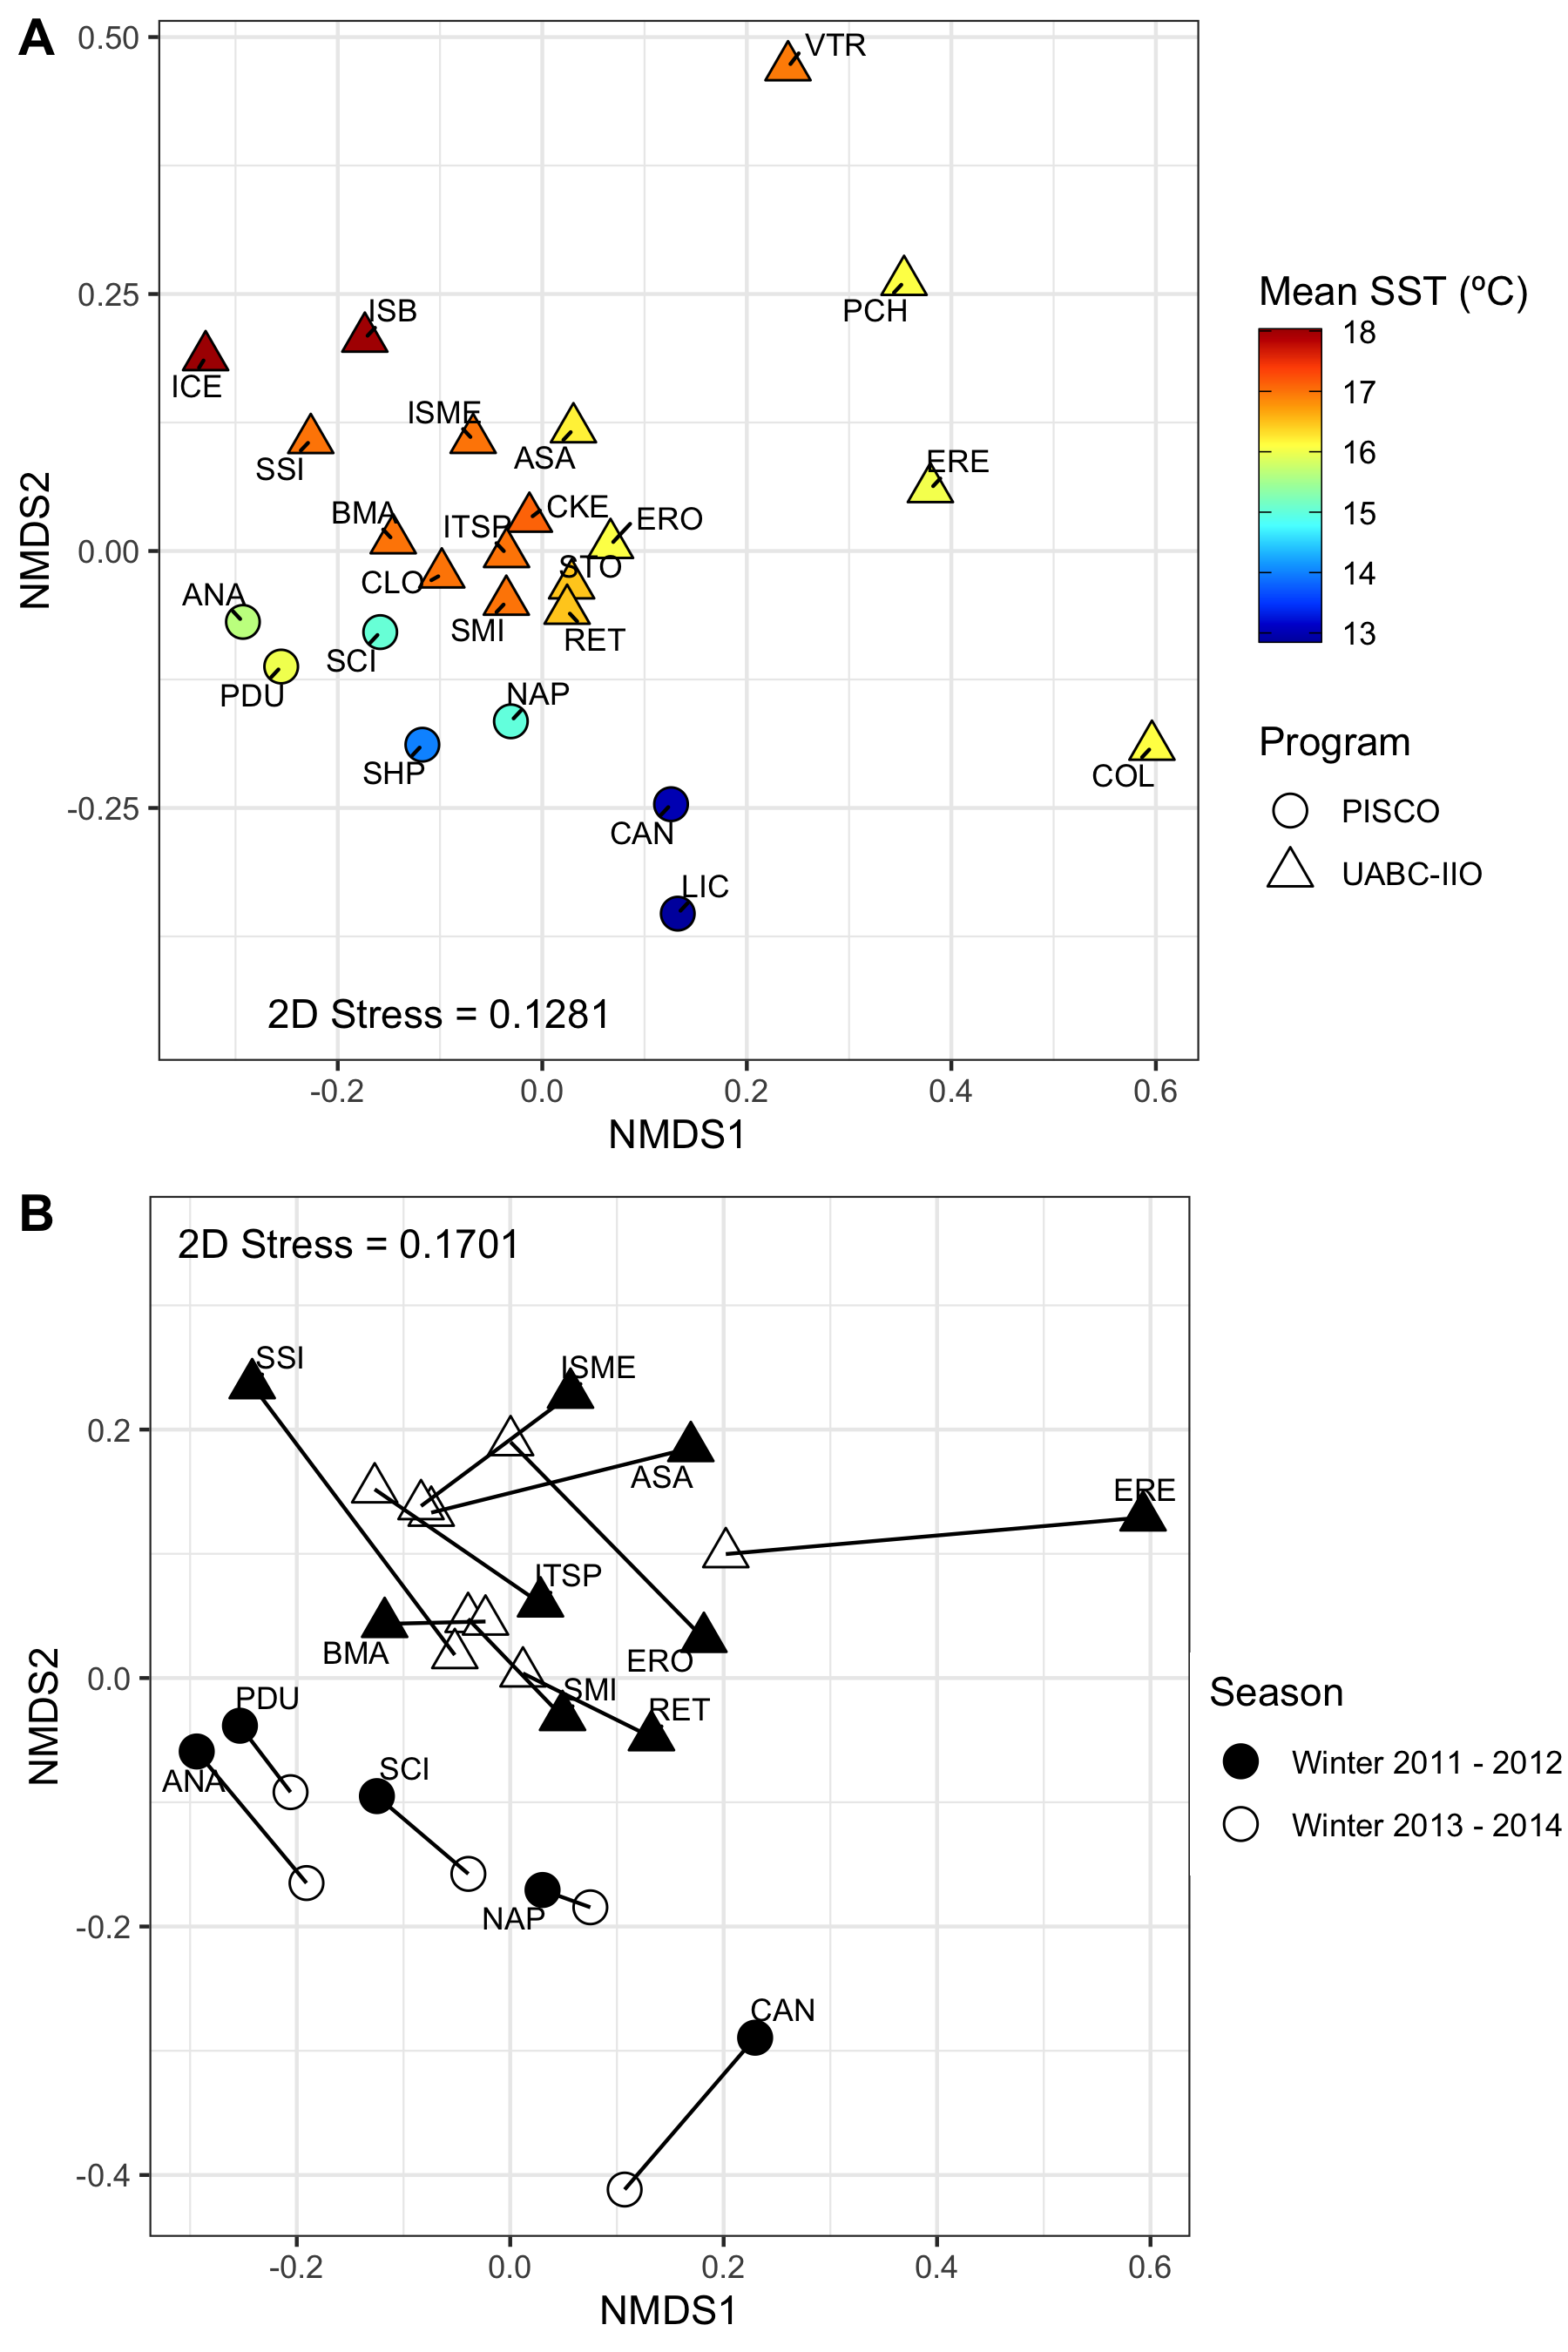 A
0.50
0.25
0.00
-0.25
NMDS2
VTR
PCH
ISB
ICE
ISME
ASA
SSI
ERE
BMA
ITSP
CKE
ERO
STO
CLO
ANA
SMI
RET
SCI
PDU
NAP
SHP
COL
CAN
LIC
2D Stress = 0.1281
-0.2 0.0 0.2 0.4 0.6
NMDS1
Mean SST (ºC)
18
17
16
15
14
13
Program
PISCO
UABC-IIO
B
2D Stress = 0.1701
0.2
0.0
-0.2
-0.4
NMDS2
SSI
ISME
ASA
ERE
ITSP
BMA
ERO
SMI
RET
PDU
ANA
SCI
NAP
CAN
-0.2 0.0 0.2 0.4 0.6
NMDS1
Season
Winter 2011 - 2012
Winter 2013 - 2014